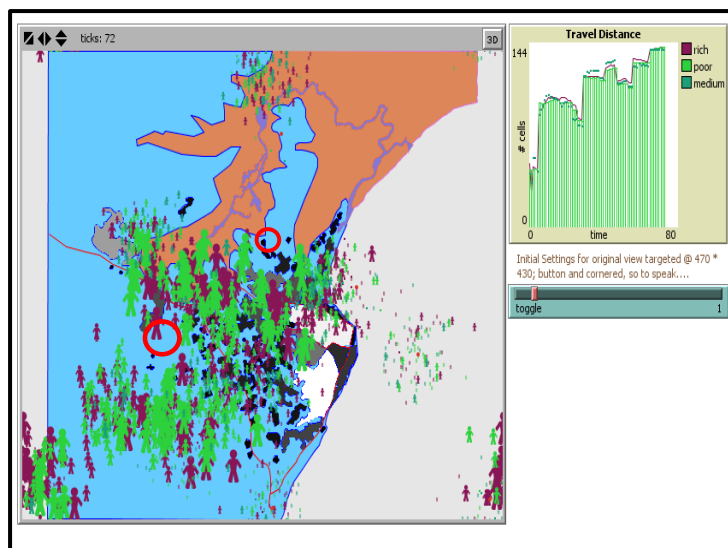 ticks: 72
3D
Travel Distance
144
# cells
0
0
time
80
rich
poor
medium
Initial Settings for original view targeted @ 470 *
430; button and cornered, so to speak....
toggle
1